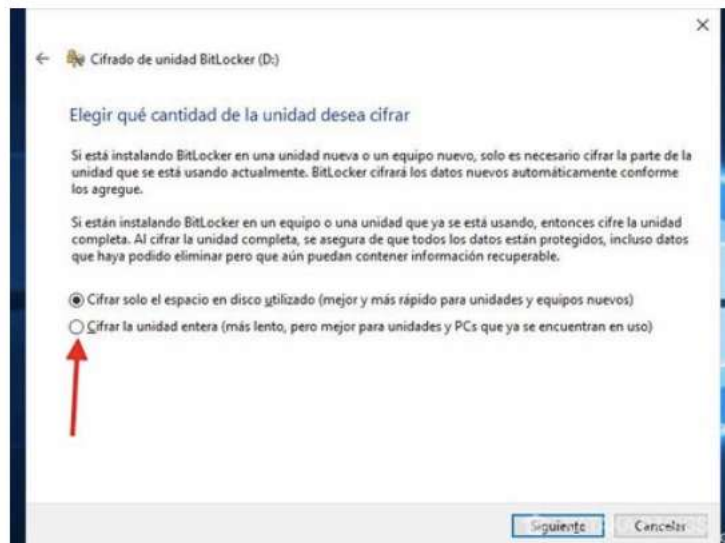 Cifrado de unidad BitLocker (D:)
Elegir qué cantidad de la unidad desea cifrar
Si está instalando BitLocker en una unidad nueva o un equipo nuevo, solo es necesario cifrar la parte de la
unidad que se está usando actualmente. BitLocker cifrará los datos nuevos automáticamente conforme
los agregue.
Si están instalando BitLocker en un equipo o una unidad que ya se está usando, entonces cifre la unidad
completa. Al cifrar la unidad completa, se asegura de que todos los datos están protegidos, incluso datos
que haya podido eliminar pero que aún puedan contener información recuperable.
Cifrar solo el espacio en disco utilizado (mejor y más rápido para unidades y equipos nuevos)
Cifrar la unidad entera (más lento, pero mejor para unidades y PCs que ya se encuentran en uso)
Siguiente Cancelar